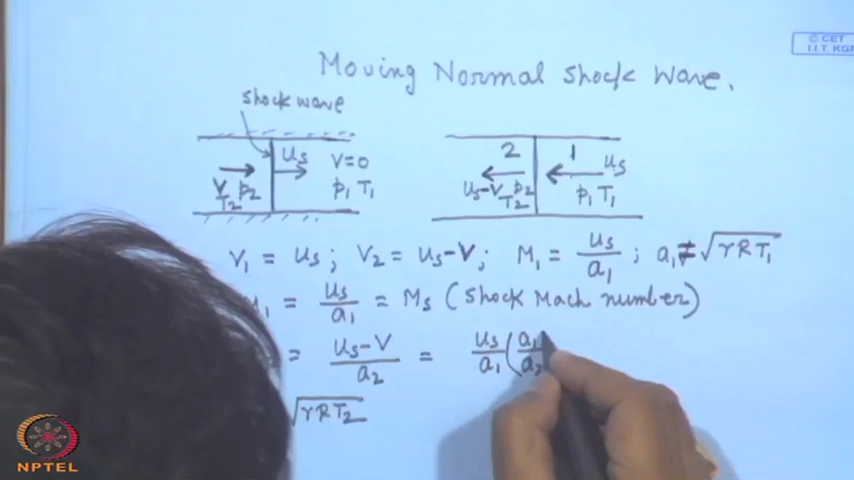 © CET
I.I.T. KGP
Moving Normal Shock Wave.
shock wave
us V=0
V p2 p1 T1
T2
2 1 us
us-V p2 p1 T1
T2
V1 = us; V2 = us-V; M1 = us/a1; a1 = √γRT1
M1 = us/a1 = Ms (Shock Mach number)
= us-V/a2 = us/a1 (a1/a2
√γRT2
NPTEL